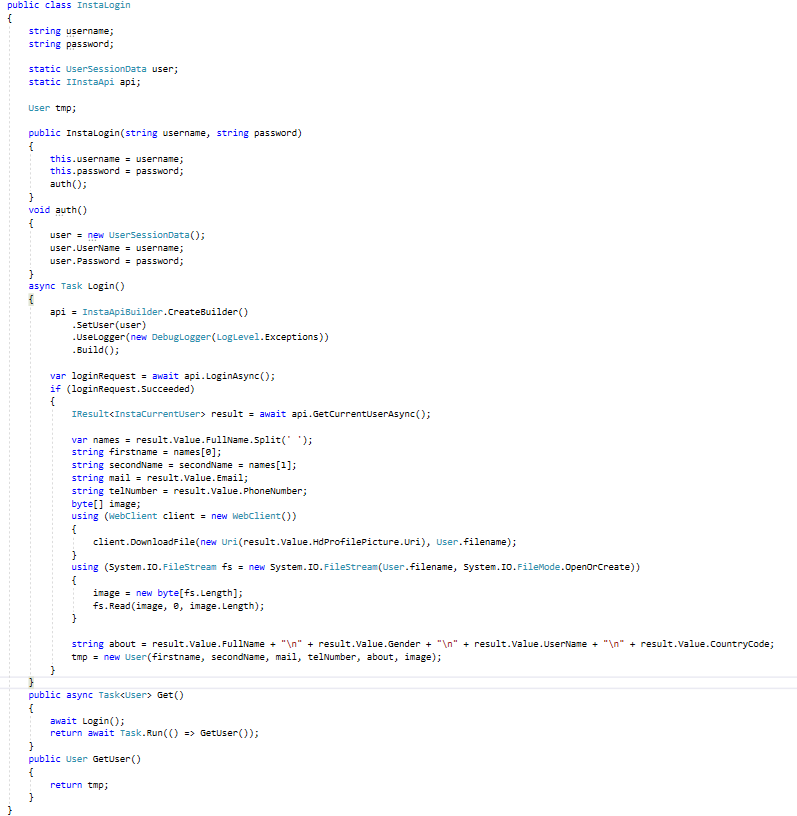 public class InstaLogin
{
string username;
string password;
static UserSessionData user;
static IInstaApi api;
User tmp;
public InstaLogin(string username, string password)
{
this.username = username;
this.password = password;
auth();
}
void auth()
{
user = new UserSessionData();
user.UserName = username;
user.Password = password;
}
async Task Login()
{
api = InstaApiBuilder.CreateBuilder()
.SetUser(user)
.UseLogger(new DebugLogger(LogLevel.Exceptions))
.Build();
var loginRequest = await api.LoginAsync();
if (loginRequest.Succeeded)
{
IResult<InstaCurrentUser> result = await api.GetCurrentUserAsync();
var names = result.Value.FullName.Split(' ');
string firstname = names[0];
string secondName = secondName = names[1];
string mail = result.Value.Email;
string telNumber = result.Value.PhoneNumber;
byte[] image;
using (WebClient client = new WebClient())
{
client.DownloadFile(new Uri(result.Value.HdProfilePicture.Uri), User.filename);
}
using (System.IO.FileStream fs = new System.IO.FileStream(User.filename, System.IO.FileMode.OpenOrCreate))
{
image = new byte[fs.Length];
fs.Read(image, 0, image.Length);
}
string about = result.Value.FullName + "\n" + result.Value.Gender + "\n" + result.Value.UserName + "\n" + result.Value.CountryCode;
tmp = new User(firstname, secondName, mail, telNumber, about, image);
}
}
public async Task<User> Get()
{
await Login();
return await Task.Run(() => GetUser());
}
public User GetUser()
{
return tmp;
}
}